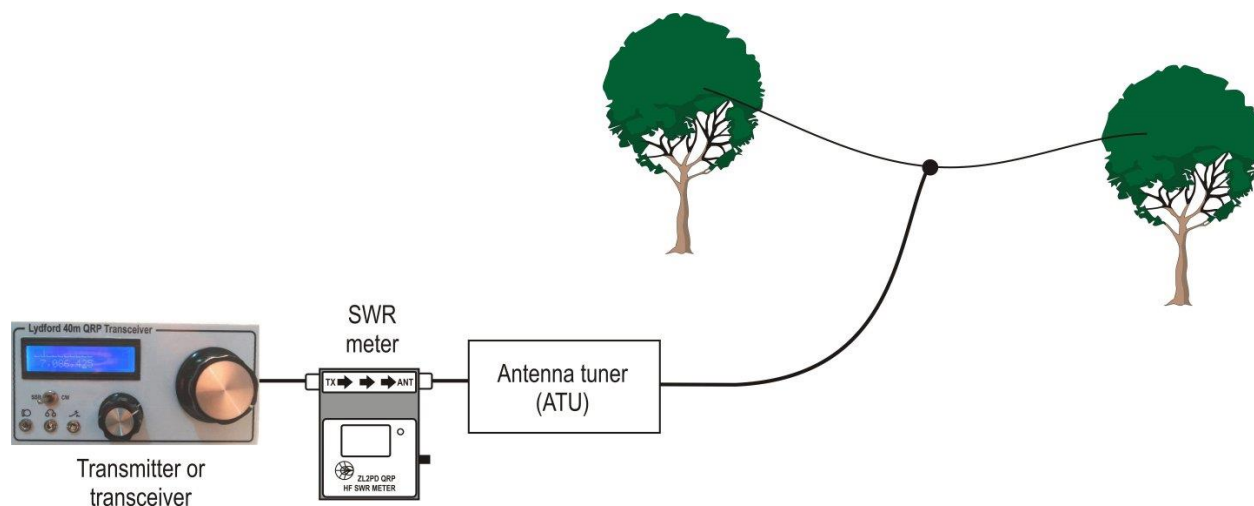 SWR
meter
Lydford 40m QRP Transceiver
7.086.425
SSB CW
TX ANT
Antenna tuner
(ATU)
ZL2PD QRP
HF SWR METER
Transmitter or
transceiver